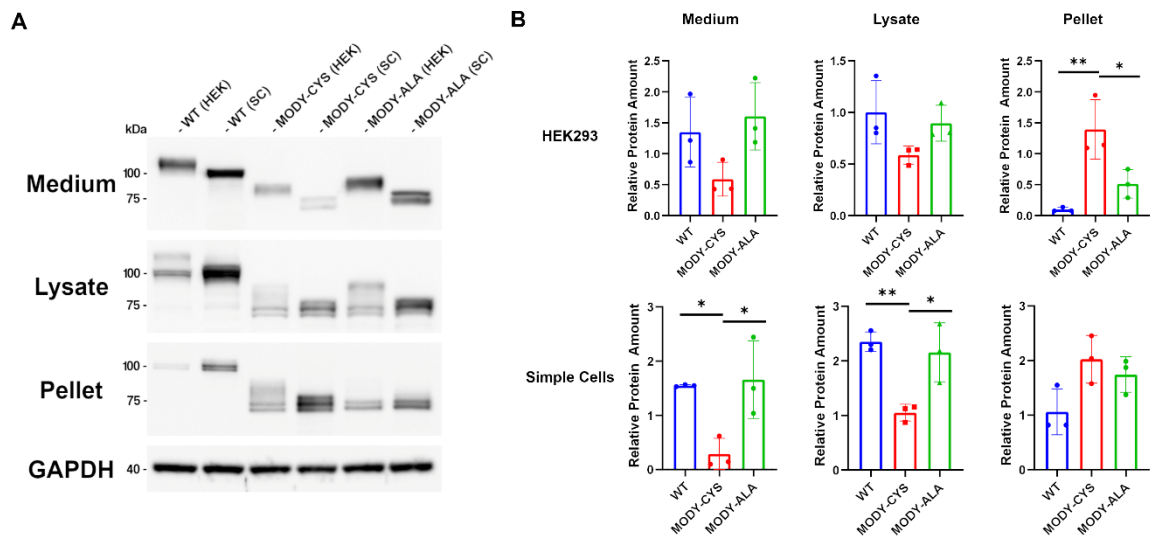 A
- WT (HEK)
- WT (SC)
- MODY-CYS (HEK)
- MODY-CYS (SC)
- MODY-ALA (HEK)
- MODY-ALA (SC)
kDa
Medium
100 -
75 -
Lysate
100 -
75 -
Pellet
100 -
75 -
GAPDH
40 -
B
Medium
Lysate
Pellet
HEK293
Relative Protein Amount
2.5
2.0
1.5
1.0
0.5
0.0
WT
MODY-CYS
MODY-ALA
Relative Protein Amount
1.5
1.0
0.5
0.0
WT
MODY-CYS
MODY-ALA
Relative Protein Amount
2.5
2.0
1.5
1.0
0.5
0.0
**
*
WT
MODY-CYS
MODY-ALA
Simple Cells
Relative Protein Amount
3
2
1
0
*
*
WT
MODY-CYS
MODY-ALA
Relative Protein Amount
3
2
1
0
**
*
WT
MODY-CYS
MODY-ALA
Relative Protein Amount
3
2
1
0
WT
MODY-CYS
MODY-ALA